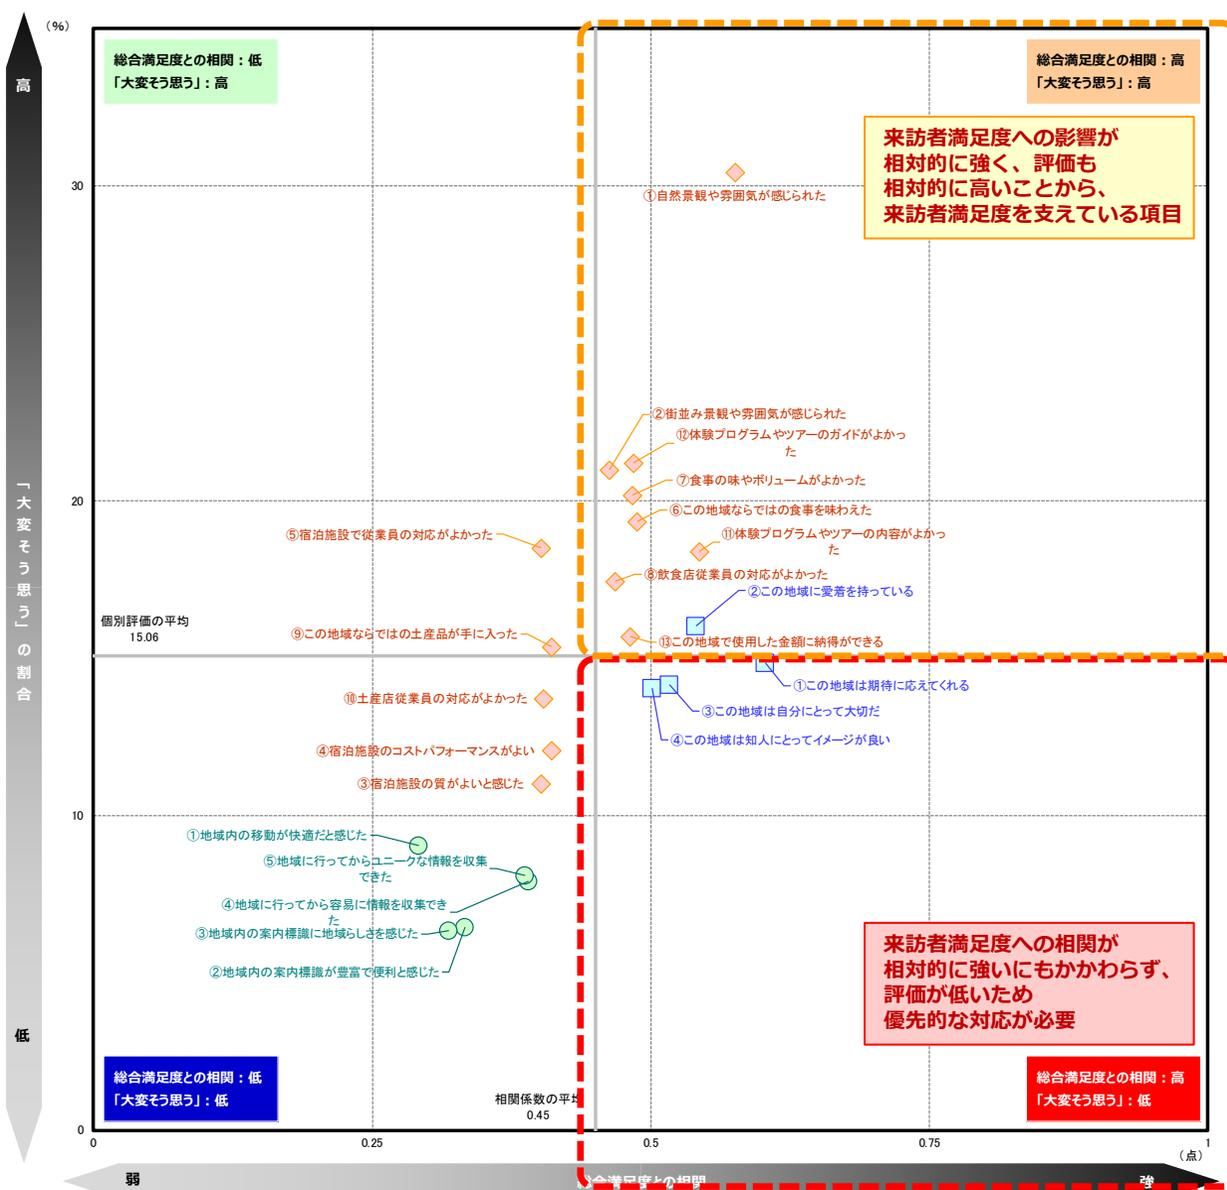 (%)
高
総合満足度との相関：低
「大変そう思う」：高
総合満足度との相関：高
「大変そう思う」：高
来訪者満足度への影響が
相対的に強く、評価も
相対的に高いことから、
来訪者満足度を支えている項目
30
①自然景観や雰囲気が感じられた
②街並み景観や雰囲気が感じられた
⑫体験プログラムやツアーのガイドがよかっ
た
⑦食事の味やボリュームがよかった
20
⑥この地域ならではの食事を味わえた
⑤宿泊施設で従業員の対応がよかった
⑪体験プログラムやツアーの内容がよかっ
た
⑧飲食店従業員の対応がよかった
②この地域に愛着を持っている
「大変そう思う」の割合
個別評価の平均
15.06
⑨この地域ならではの土産品が手に入った
⑬この地域で使用した金額に納得ができる
①この地域は期待に応えてくれる
⑩土産店従業員の対応がよかった
③この地域は自分にとって大切だ
④この地域は知人にとってイメージが良い
④宿泊施設のコストパフォーマンスがよい
③宿泊施設の質がよいと感じた
10
①地域内の移動が快適だと感じた
⑤地域に行ってからユニークな情報を収集
できた
④地域に行ってから容易に情報を収集でき
た
③地域内の案内標識に地域らしさを感じた
②地域内の案内標識が豊富で便利と感じた
来訪者満足度への相関が
相対的に強いにもかかわらず、
評価が低いため
優先的な対応が必要
低
総合満足度との相関：低
「大変そう思う」：低
相関係数の平均
0.45
総合満足度との相関：高
「大変そう思う」：低
0
0
0.25
0.5
0.75
1
(点)
弱
総合満足度との相関
強